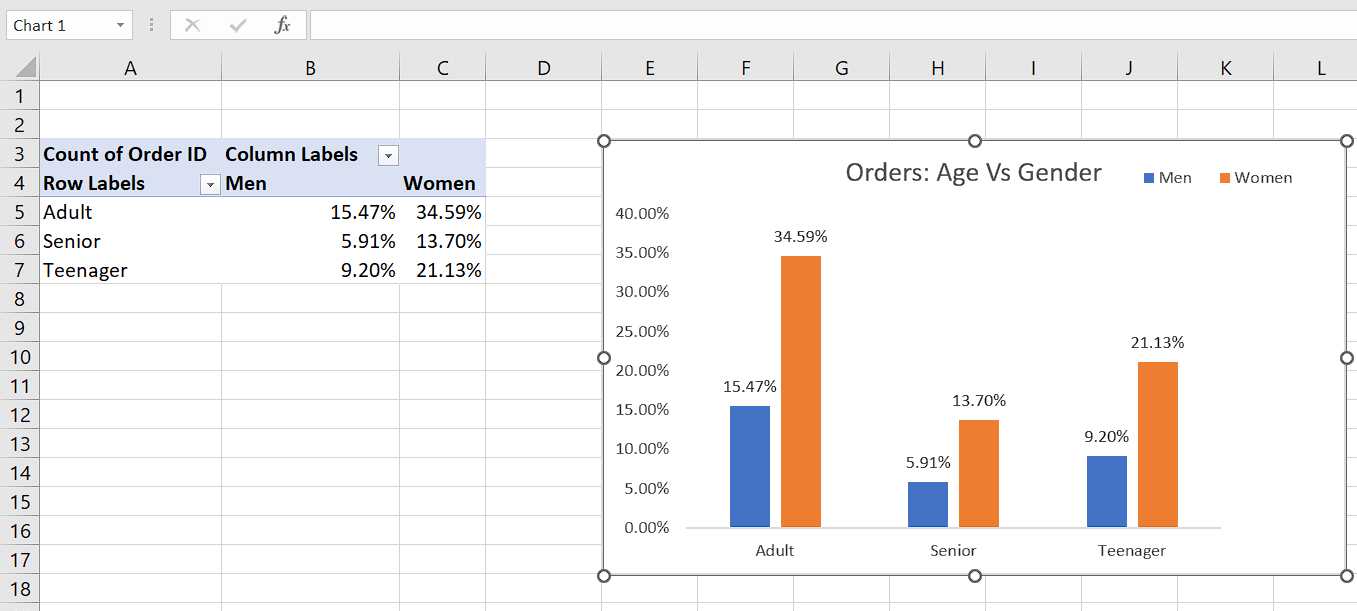 Chart 1 fx
A B C D E F G H I J K L
1
2
3 Count of Order ID Column Labels
4 Row Labels Men Women
5 Adult 15.47% 34.59%
6 Senior 5.91% 13.70%
7 Teenager 9.20% 21.13%
8
9
10
11
12
13
14
15
16
17
18
Orders: Age Vs Gender
Men Women
40.00%
35.00%
30.00%
25.00%
20.00%
15.00%
10.00%
5.00%
0.00%
15.47% 34.59%
5.91% 13.70%
9.20% 21.13%
Adult Senior Teenager